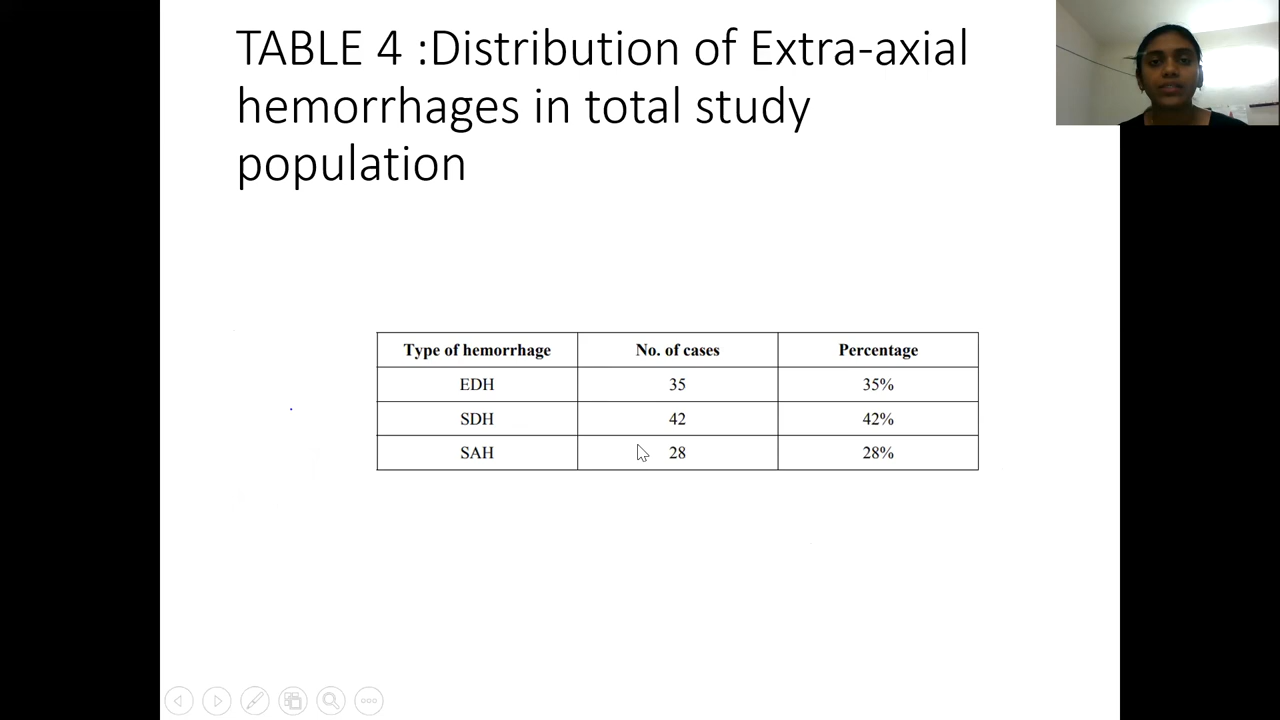 TABLE 4 :Distribution of Extra-axial
hemorrhages in total study
population
Type of hemorrhage No. of cases Percentage
EDH 35 35%
SDH 42 42%
SAH 28 28%